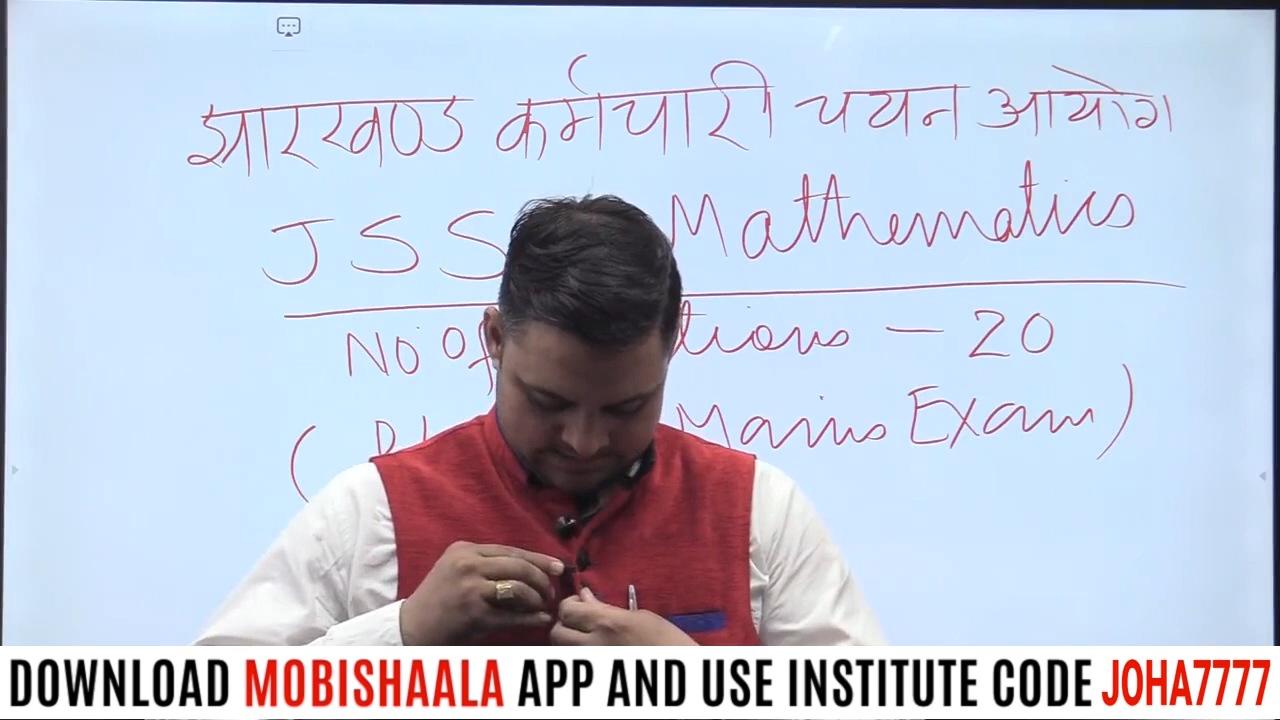 झारखण्ड कर्मचारी चयन आयोग
JSS Mathematics
No of tions - 20
( Mains Exam )
DOWNLOAD MOBISHAALA APP AND USE INSTITUTE CODE JOHA7777